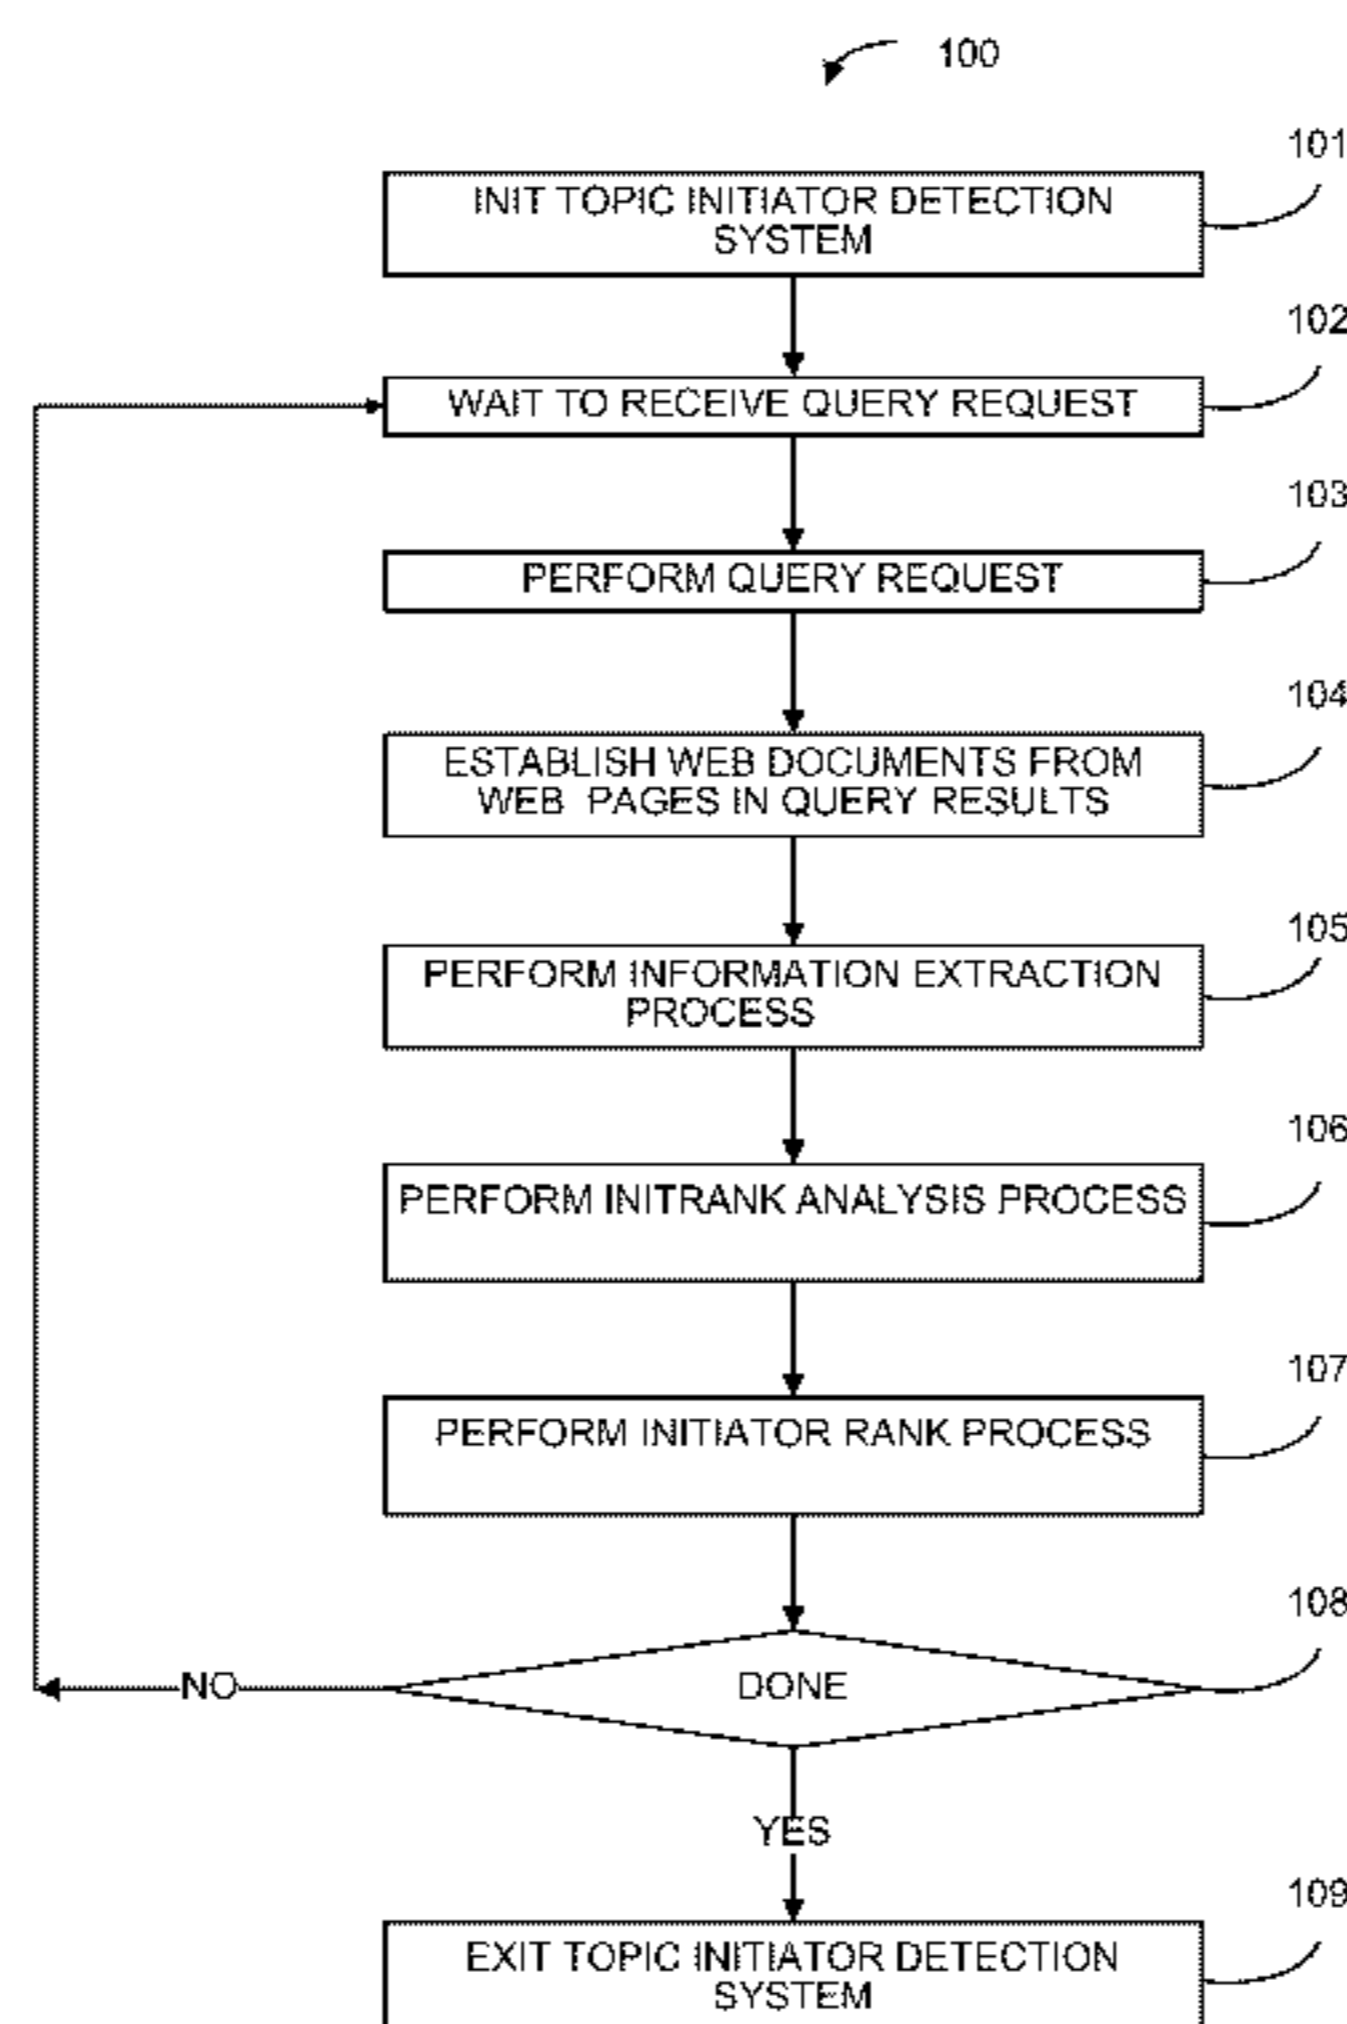 100
101
INIT TOPIC INITIATOR DETECTION
SYSTEM
102
WAIT TO RECEIVE QUERY REQUEST
103
PERFORM QUERY REQUEST
104
ESTABLISH WEB DOCUMENTS FROM
WEB PAGES IN QUERY RESULTS
105
PERFORM INFORMATION EXTRACTION
PROCESS
106
PERFORM INITRANK ANALYSIS PROCESS
107
PERFORM INITIATOR RANK PROCESS
108
DONE
NO
YES
109
EXIT TOPIC INITIATOR DETECTION
SYSTEM